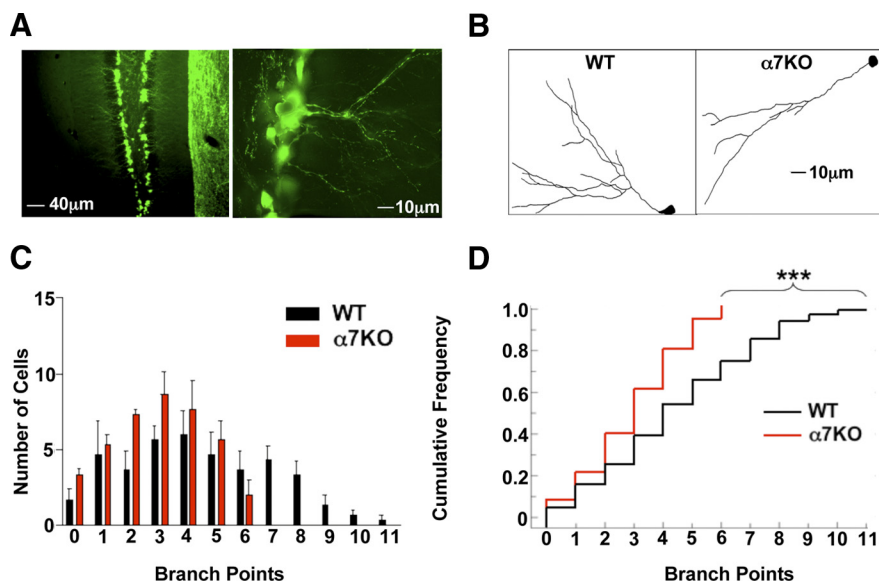 A
40μm
10μm
B
WT
α7KO
10μm
C
15
10
5
0
Number of Cells
WT
α7KO
0 1 2 3 4 5 6 7 8 9 10 11
Branch Points
D
***
1.0
0.8
0.6
0.4
0.2
0
Cumulative Frequency
WT
α7KO
0 1 2 3 4 5 6 7 8 9 10 11
Branch Points